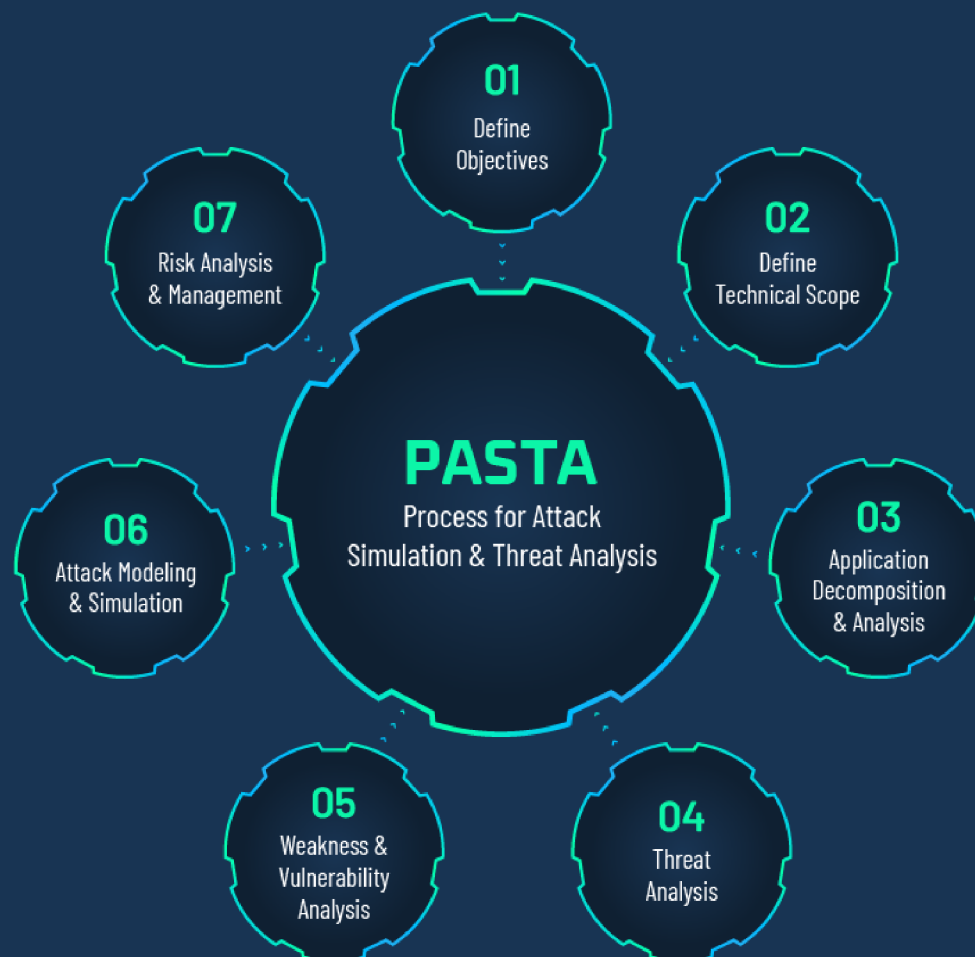 01
Define
Objectives
02
Define
Technical Scope
03
Application
Decomposition
& Analysis
04
Threat
Analysis
05
Weakness &
Vulnerability
Analysis
06
Attack Modeling
& Simulation
07
Risk Analysis
& Management
PASTA
Process for Attack
Simulation & Threat Analysis